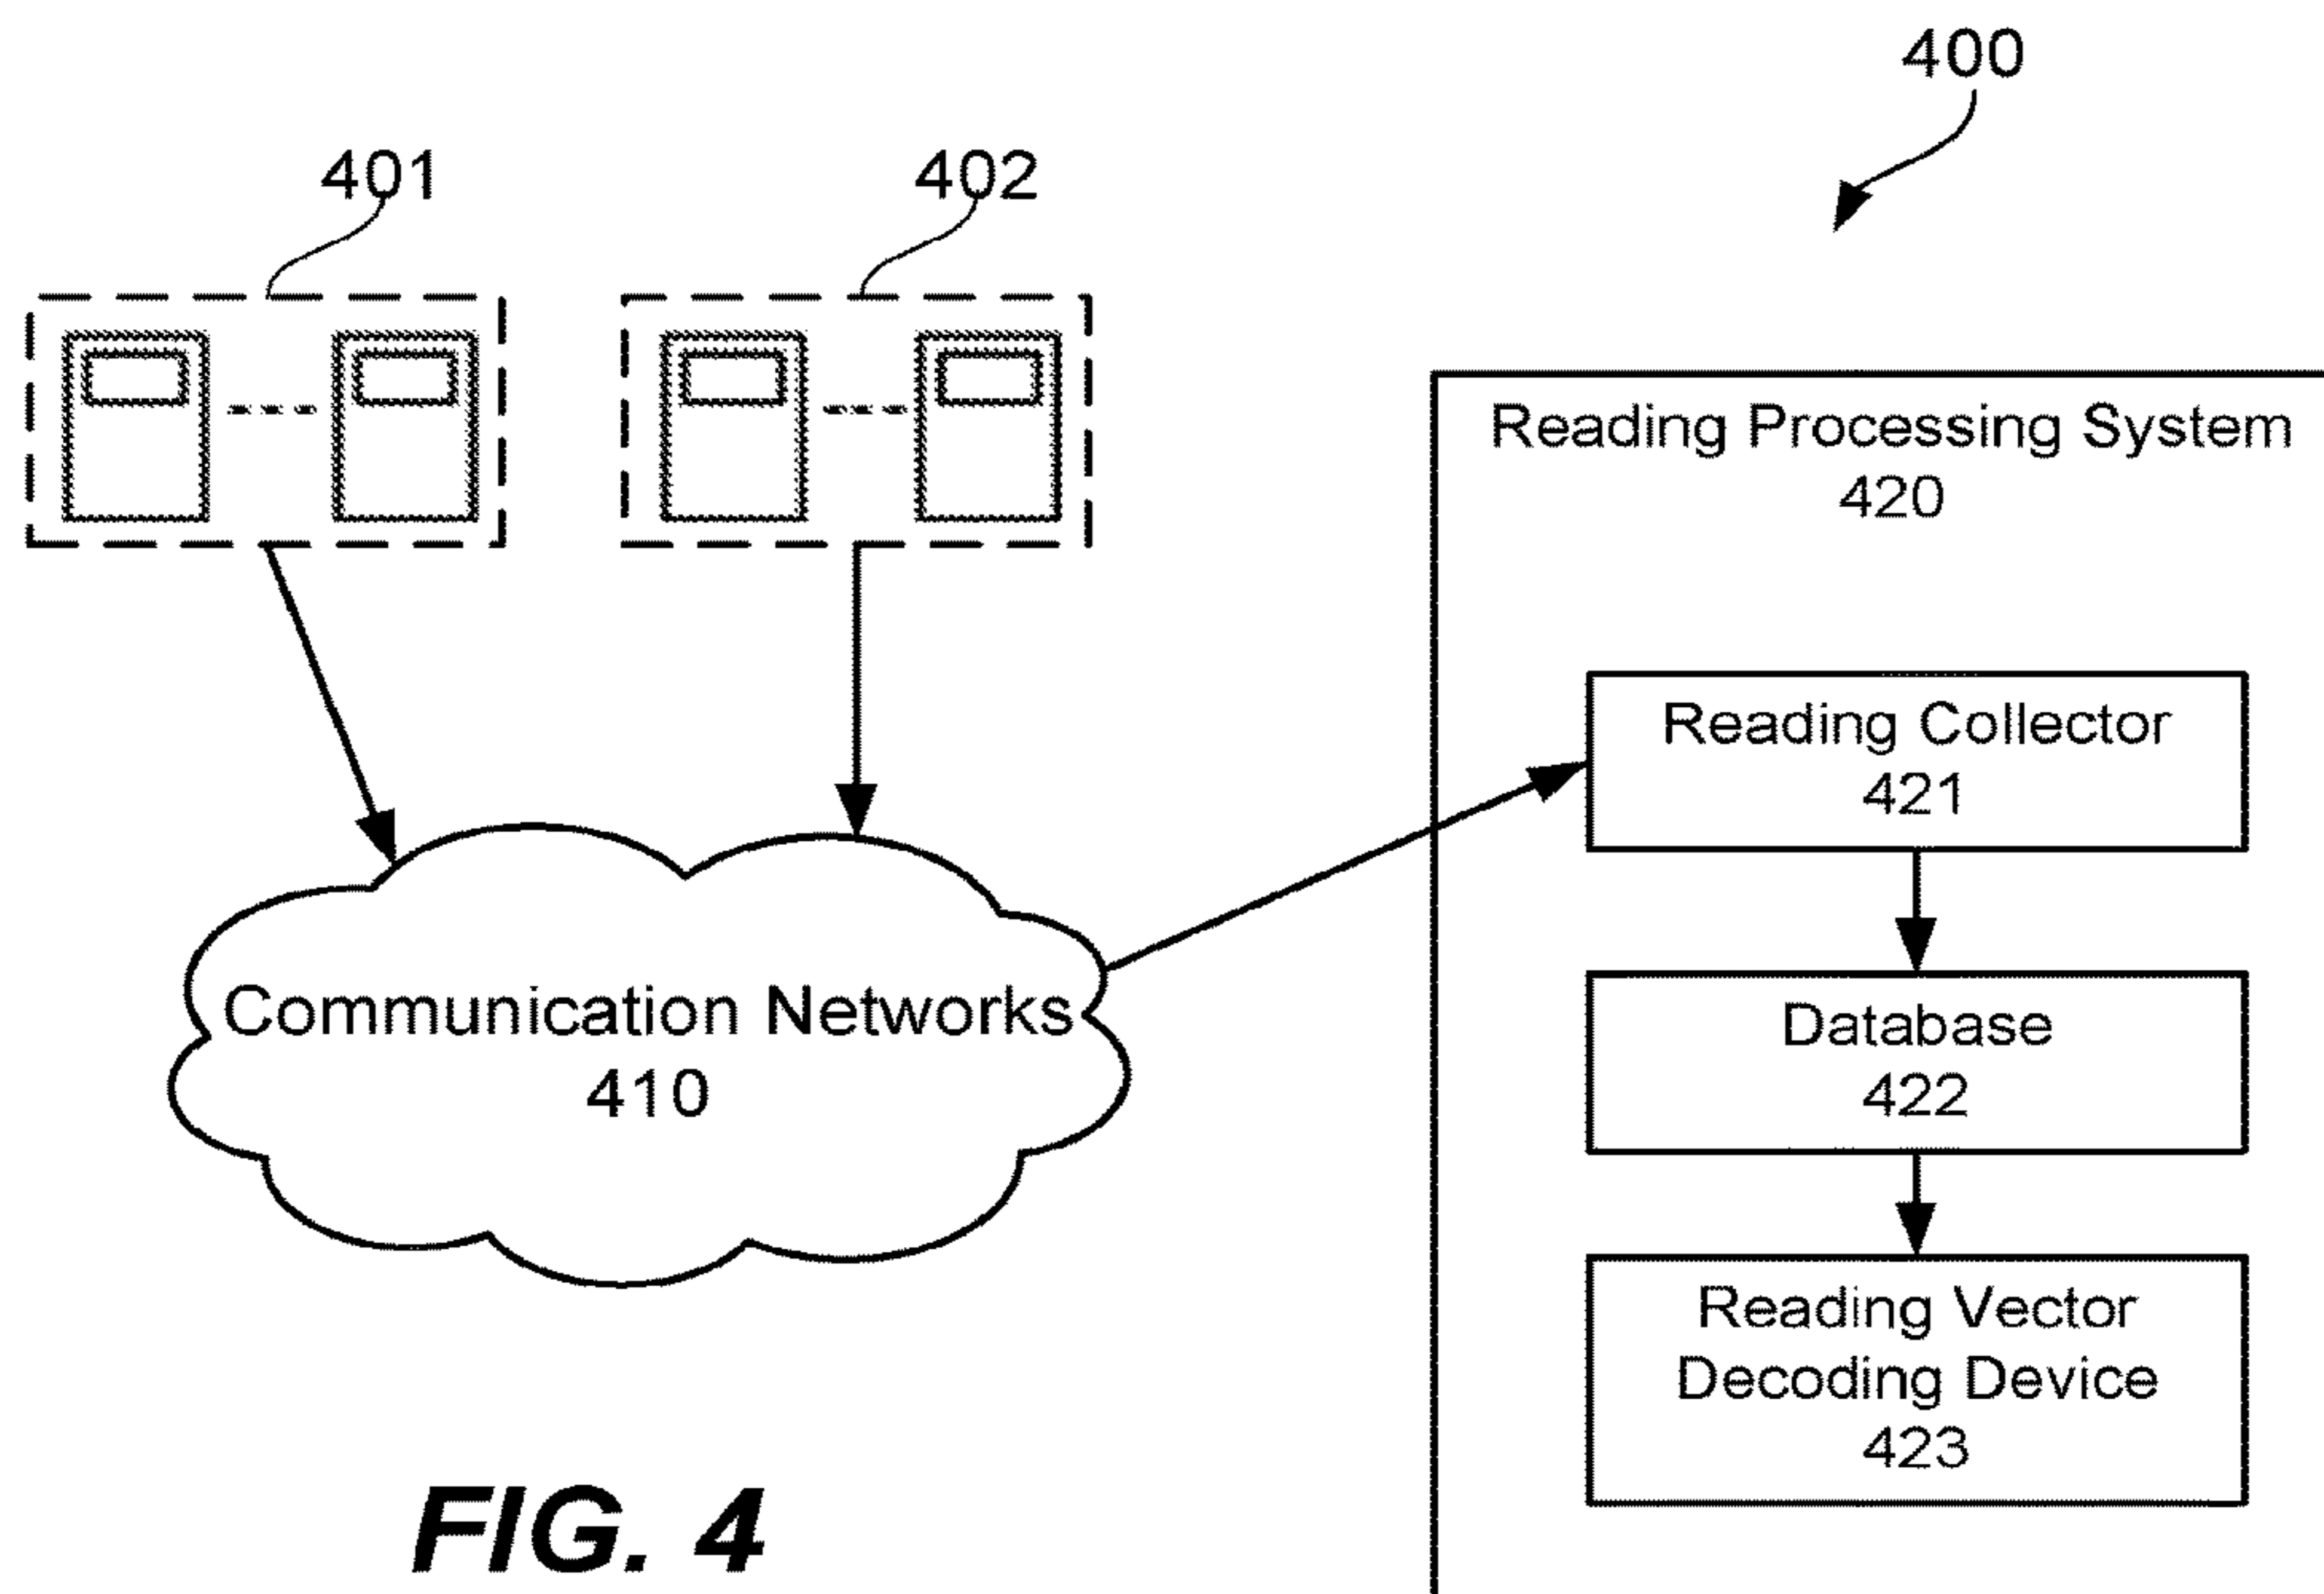 400
401
402
Reading Processing System
420
Reading Collector
421
Communication Networks
410
Database
422
Reading Vector
Decoding Device
423
FIG. 4